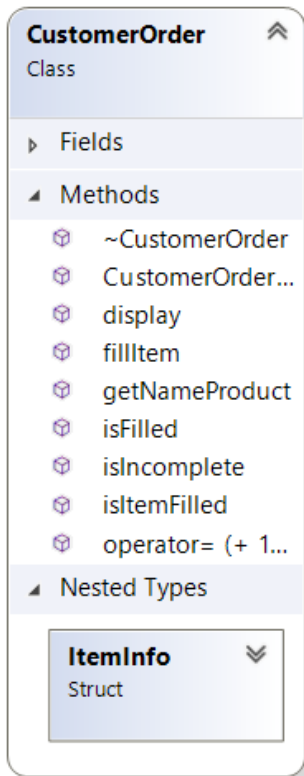 CustomerOrder
Class
Fields
Methods
~CustomerOrder
CustomerOrder...
display
fillItem
getNameProduct
isFilled
isIncomplete
isItemFilled
operator= (+ 1...
Nested Types
ItemInfo
Struct